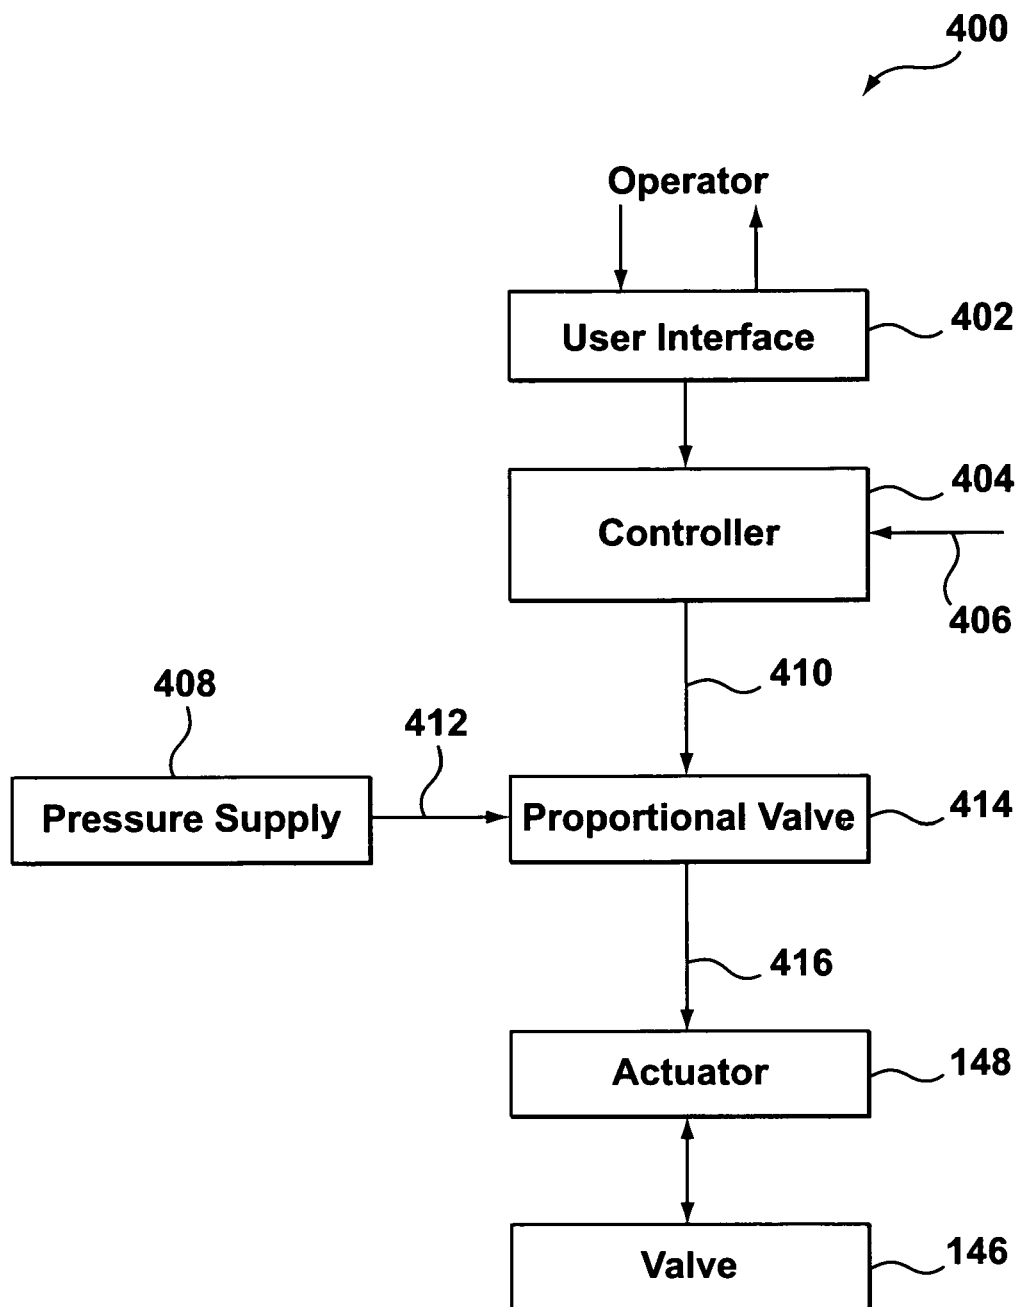 400
Operator
User Interface
402
404
Controller
406
410
408
412
Pressure Supply
Proportional Valve
414
416
Actuator
148
Valve
146